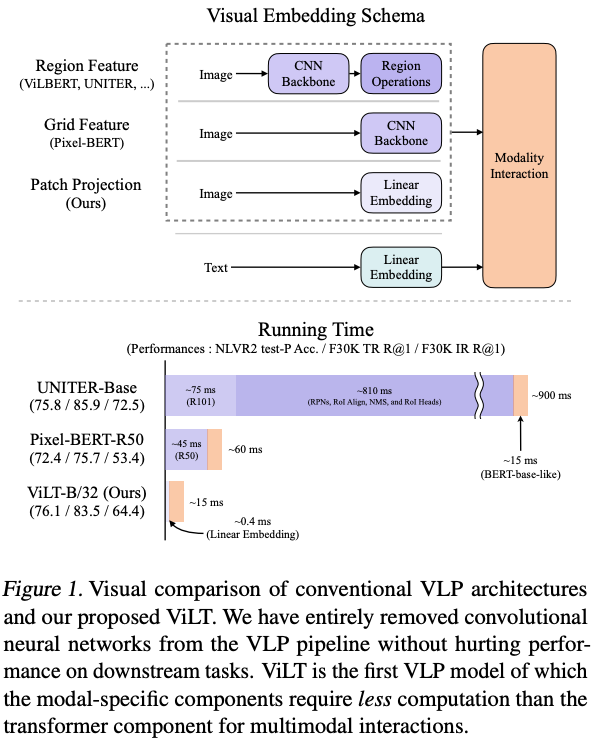 Visual Embedding Schema
Region Feature
(ViLBERT, UNITER, ...)
Image
CNN
Backbone
Region
Operations
Grid Feature
(Pixel-BERT)
Image
CNN
Backbone
Patch Projection
(Ours)
Image
Linear
Embedding
Text
Linear
Embedding
Modality
Interaction
Running Time
(Performances : NLVR2 test-P Acc. / F30K TR R@1 / F30K IR R@1)
UNITER-Base
(75.8 / 85.9 / 72.5)
~75 ms
(R101)
~810 ms
(RPNs, RoI Align, NMS, and RoI Heads)
~900 ms
~15 ms
(BERT-base-like)
Pixel-BERT-R50
(72.4 / 75.7 / 53.4)
~45 ms
(R50)
~60 ms
ViLT-B/32 (Ours)
(76.1 / 83.5 / 64.4)
~15 ms
~0.4 ms
(Linear Embedding)
Figure 1. Visual comparison of conventional VLP architectures
and our proposed ViLT. We have entirely removed convolutional
neural networks from the VLP pipeline without hurting perfor-
mance on downstream tasks. ViLT is the first VLP model of which
the modal-specific components require less computation than the
transformer component for multimodal interactions.